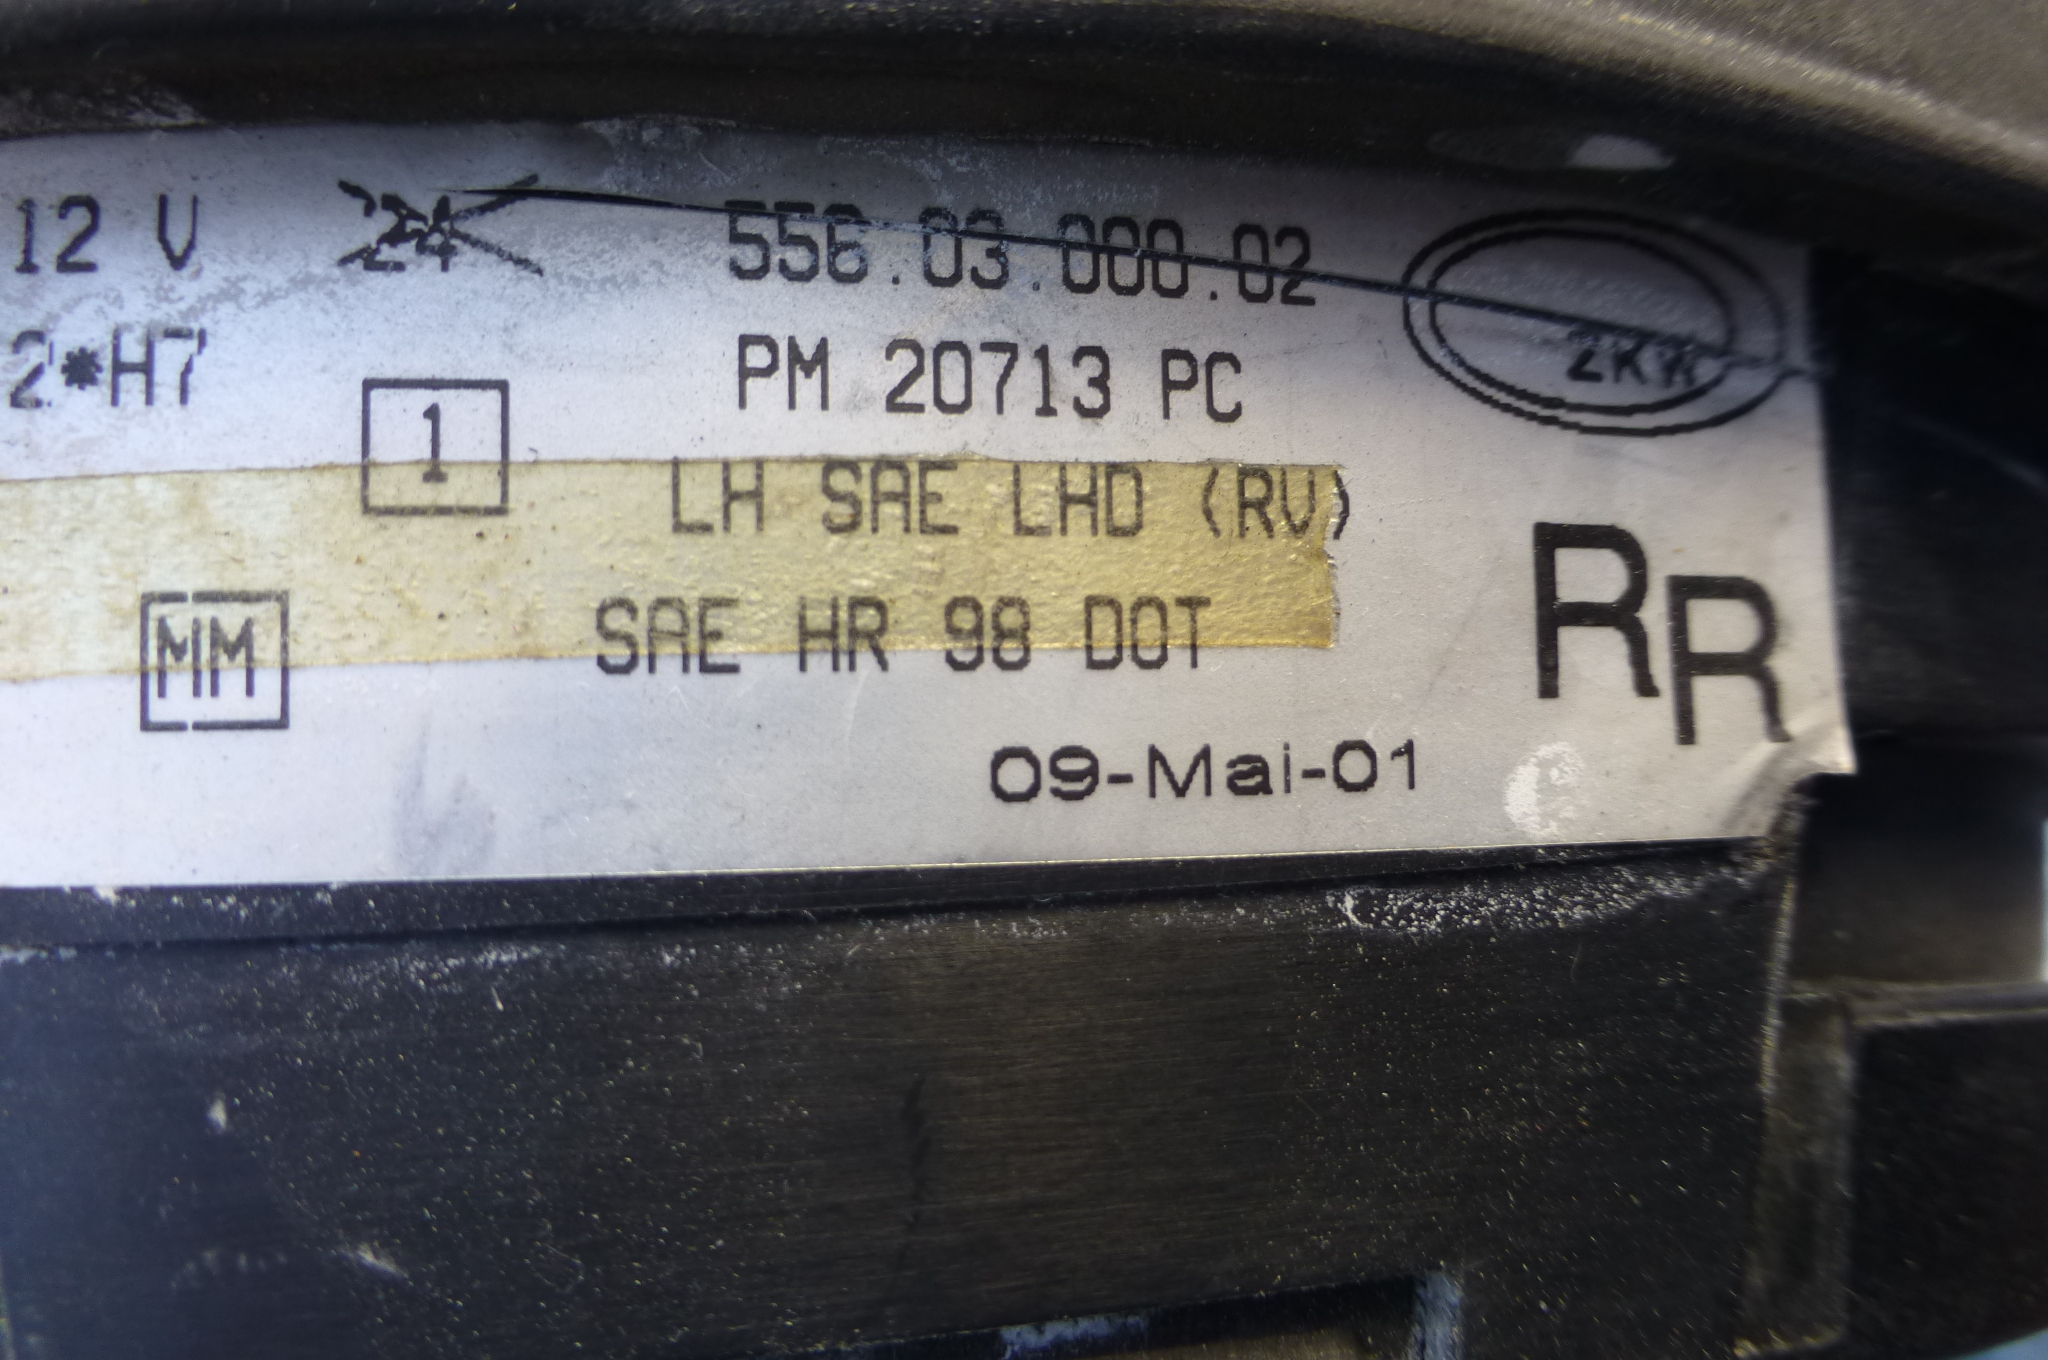 12 V 24 556.03.000.02
ZKW
2*H7 PM 20713 PC
1
LH SAE LHD (RV)
MM SAE HR 98 DOT
RR
09-Mai-01